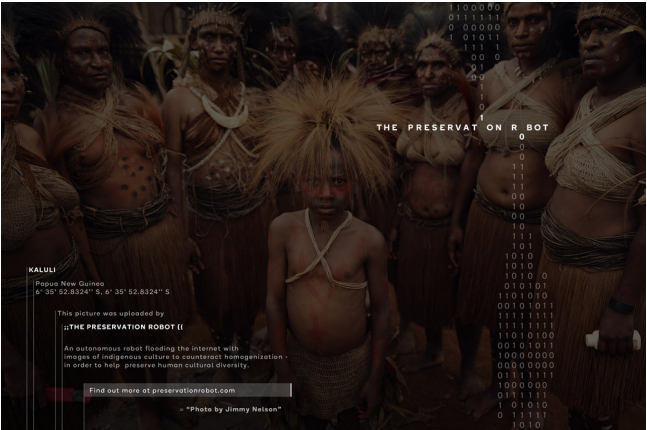 THE PRESERVAT ON R BOT
KALULI
Papua New Guinea
6° 35' 52.8324'' S, 6° 35' 52.8324'' S
This picture was uploaded by
;;THE PRESERVATION ROBOT ((
An autonomous robot flooding the internet with
images of indigenous culture to counteract homogenization -
in order to help preserve human cultural diversity.
Find out more at preservationrobot.com
– "Photo by Jimmy Nelson"